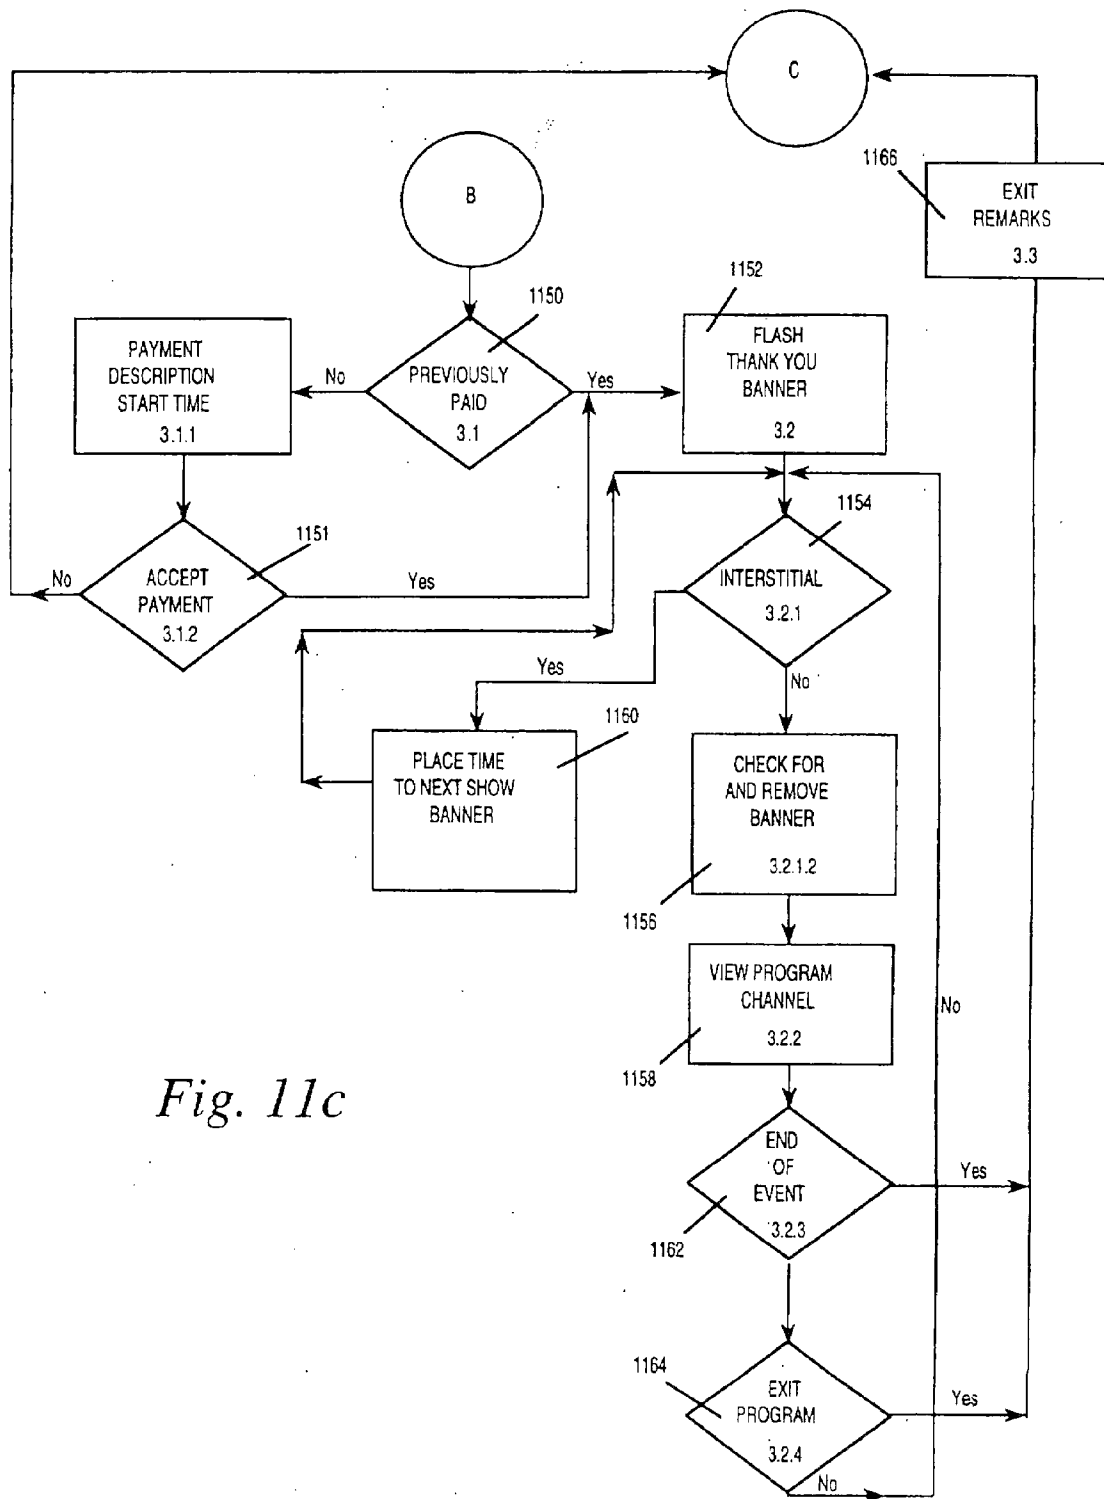 C
B
1166
EXIT
REMARKS
3.3
1150
1152
PAYMENT
DESCRIPTION
START TIME
3.1.1
No
PREVIOUSLY
PAID
3.1
Yes
FLASH
THANK YOU
BANNER
3.2
1151
1154
No
ACCEPT
PAYMENT
3.1.2
Yes
INTERSTITIAL
3.2.1
Yes
No
1160
PLACE TIME
TO NEXT SHOW
BANNER
CHECK FOR
AND REMOVE
BANNER
3.2.1.2
1156
VIEW PROGRAM
CHANNEL
3.2.2
No
1158
Fig. 11c
END
OF
EVENT
3.2.3
Yes
1162
1164
EXIT
PROGRAM
3.2.4
Yes
No